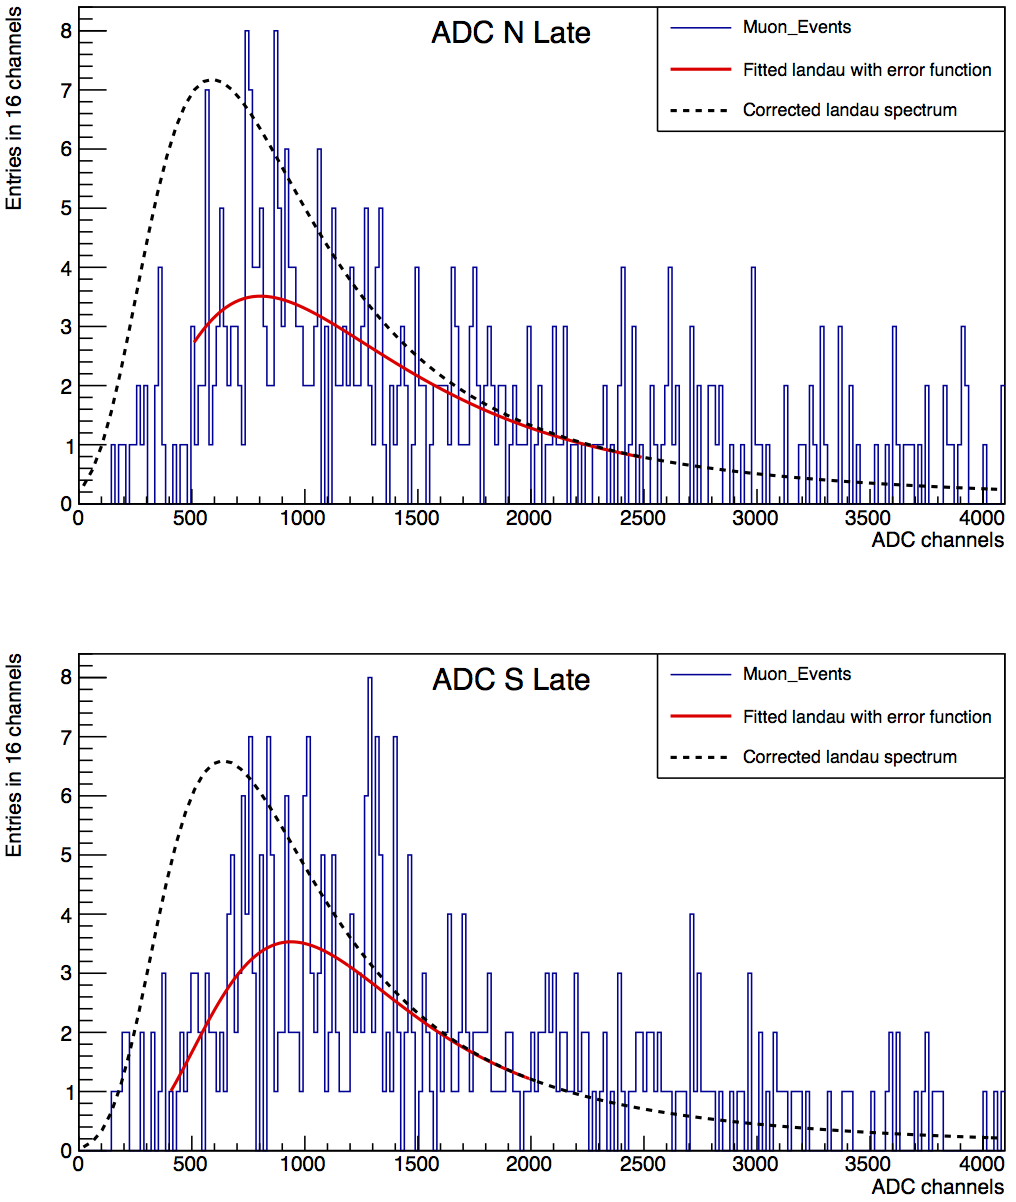 ADC N Late
Muon_Events
Fitted landau with error function
Corrected landau spectrum
Entries in 16 channels
8
7
6
5
4
3
2
1
0
0 500 1000 1500 2000 2500 3000 3500 4000
ADC channels
ADC S Late
Muon_Events
Fitted landau with error function
Corrected landau spectrum
Entries in 16 channels
8
7
6
5
4
3
2
1
0
0 500 1000 1500 2000 2500 3000 3500 4000
ADC channels